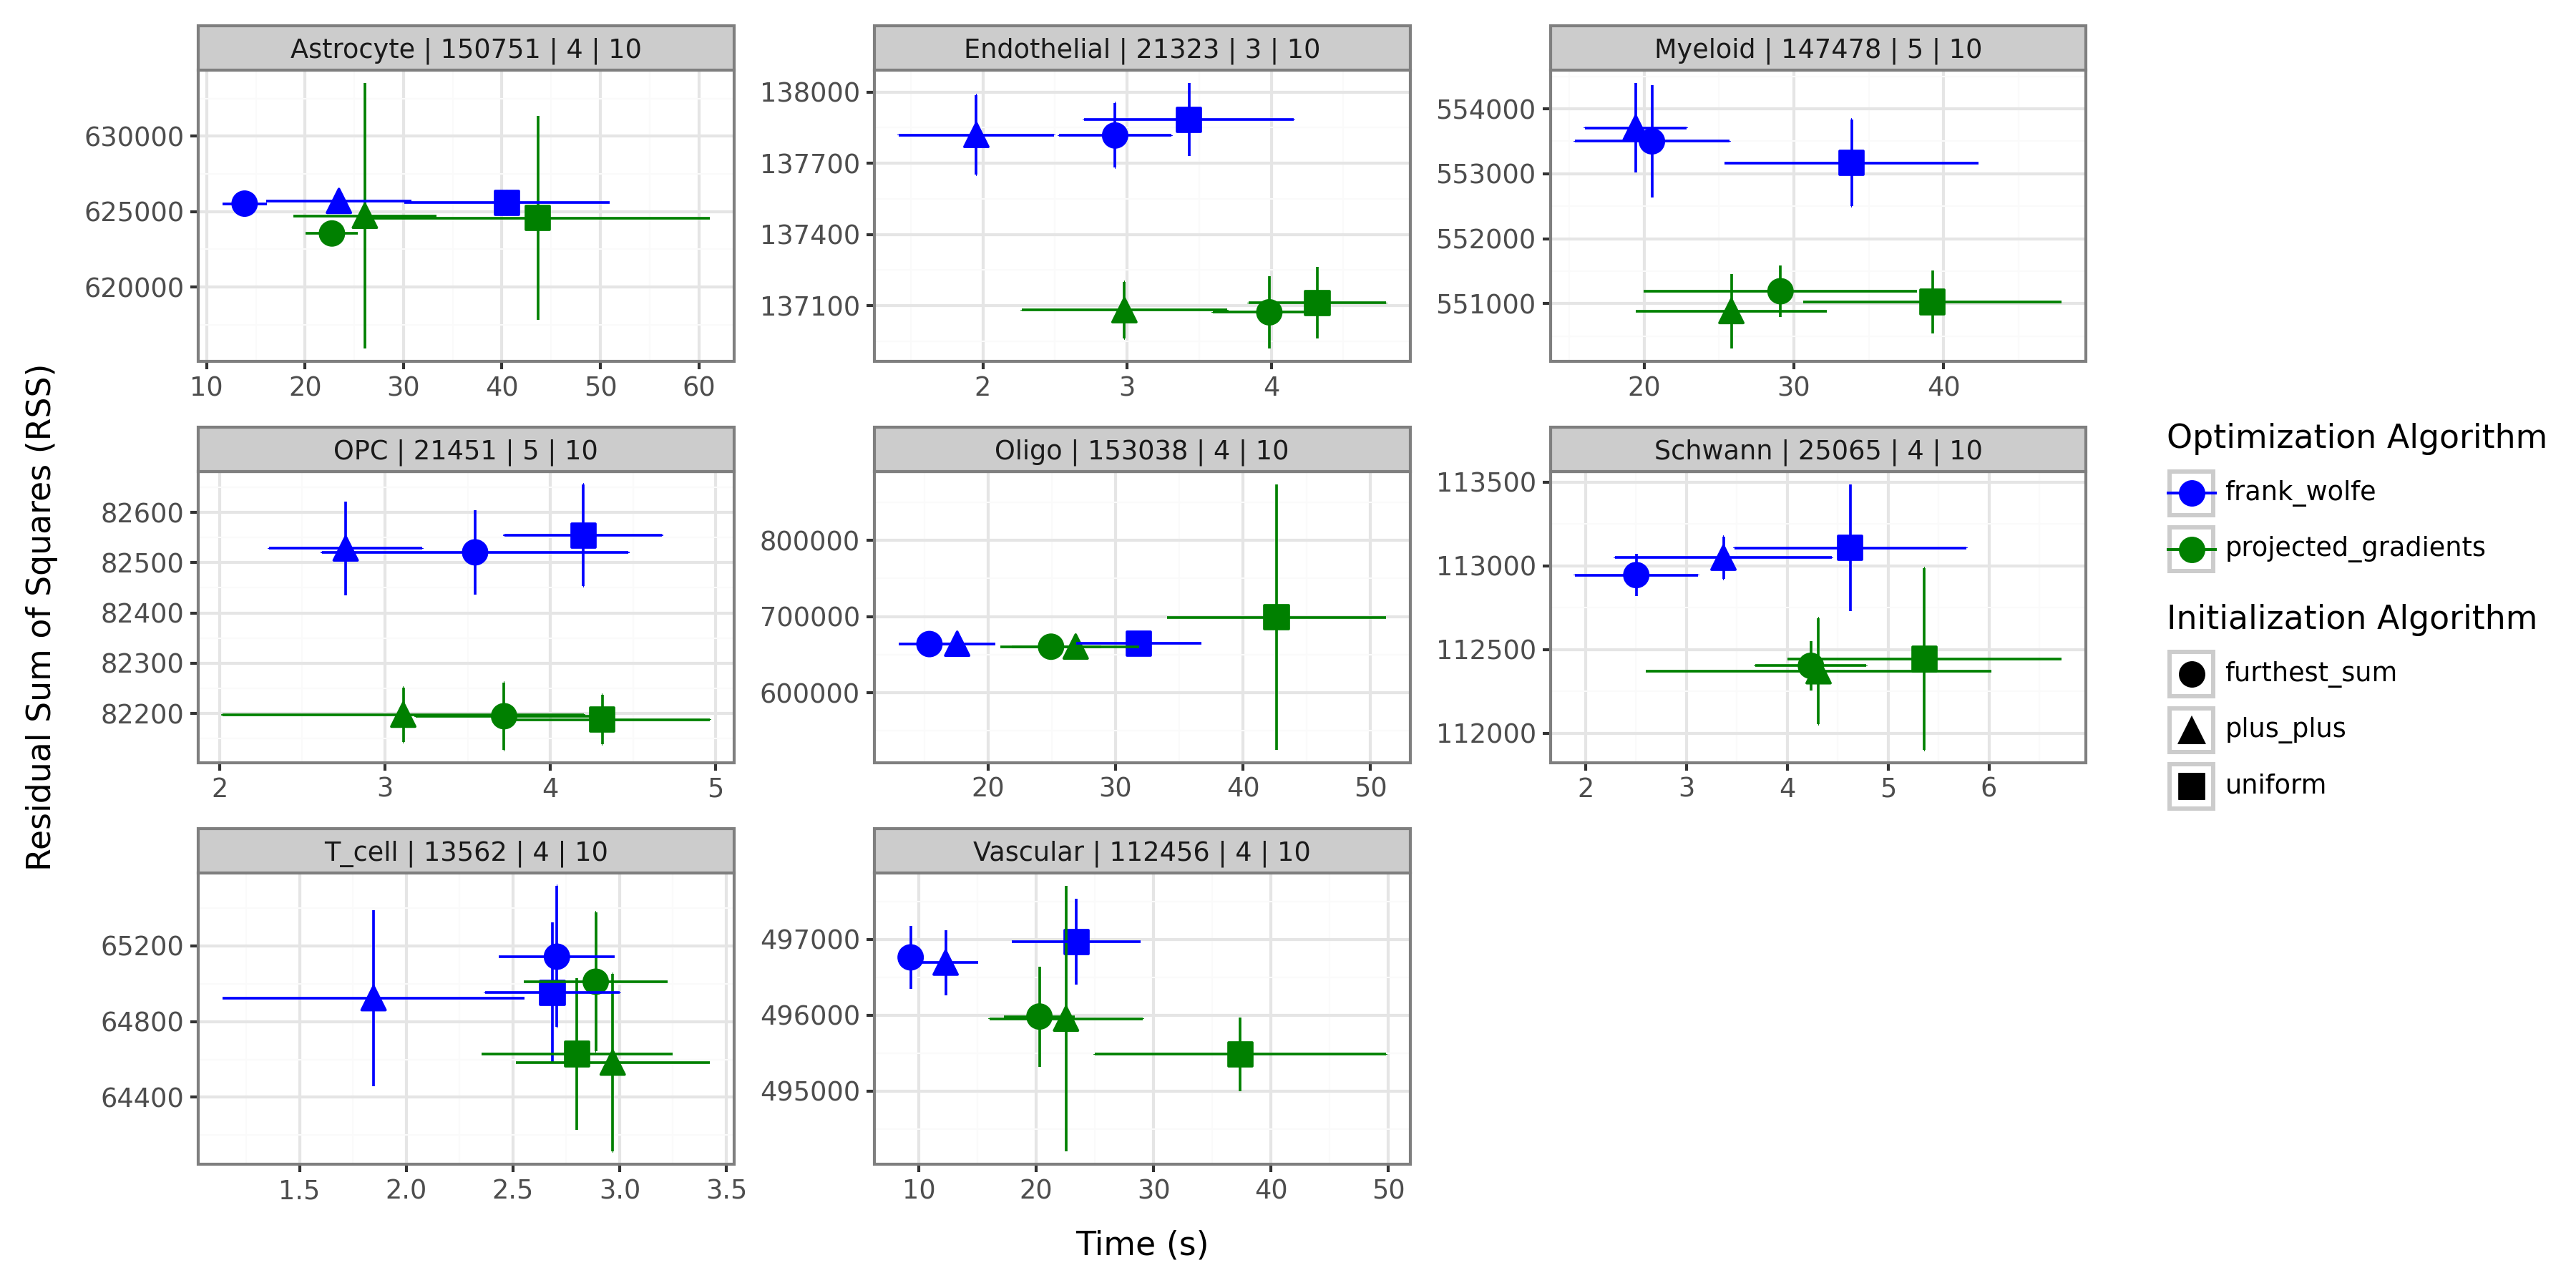 Astrocyte | 150751 | 4 | 10
630000
625000
620000
10 20 30 40 50 60
Endothelial | 21323 | 3 | 10
138000
137700
137400
137100
2 3 4
Myeloid | 147478 | 5 | 10
554000
553000
552000
551000
20 30 40
OPC | 21451 | 5 | 10
82600
82500
82400
82300
82200
2 3 4 5
Oligo | 153038 | 4 | 10
800000
700000
600000
20 30 40 50
Schwann | 25065 | 4 | 10
113500
113000
112500
112000
2 3 4 5 6
T_cell | 13562 | 4 | 10
65200
64800
64400
1.5 2.0 2.5 3.0 3.5
Vascular | 112456 | 4 | 10
497000
496000
495000
10 20 30 40 50
Residual Sum of Squares (RSS)
Time (s)
Optimization Algorithm
frank_wolfe
projected_gradients
Initialization Algorithm
furthest_sum
plus_plus
uniform